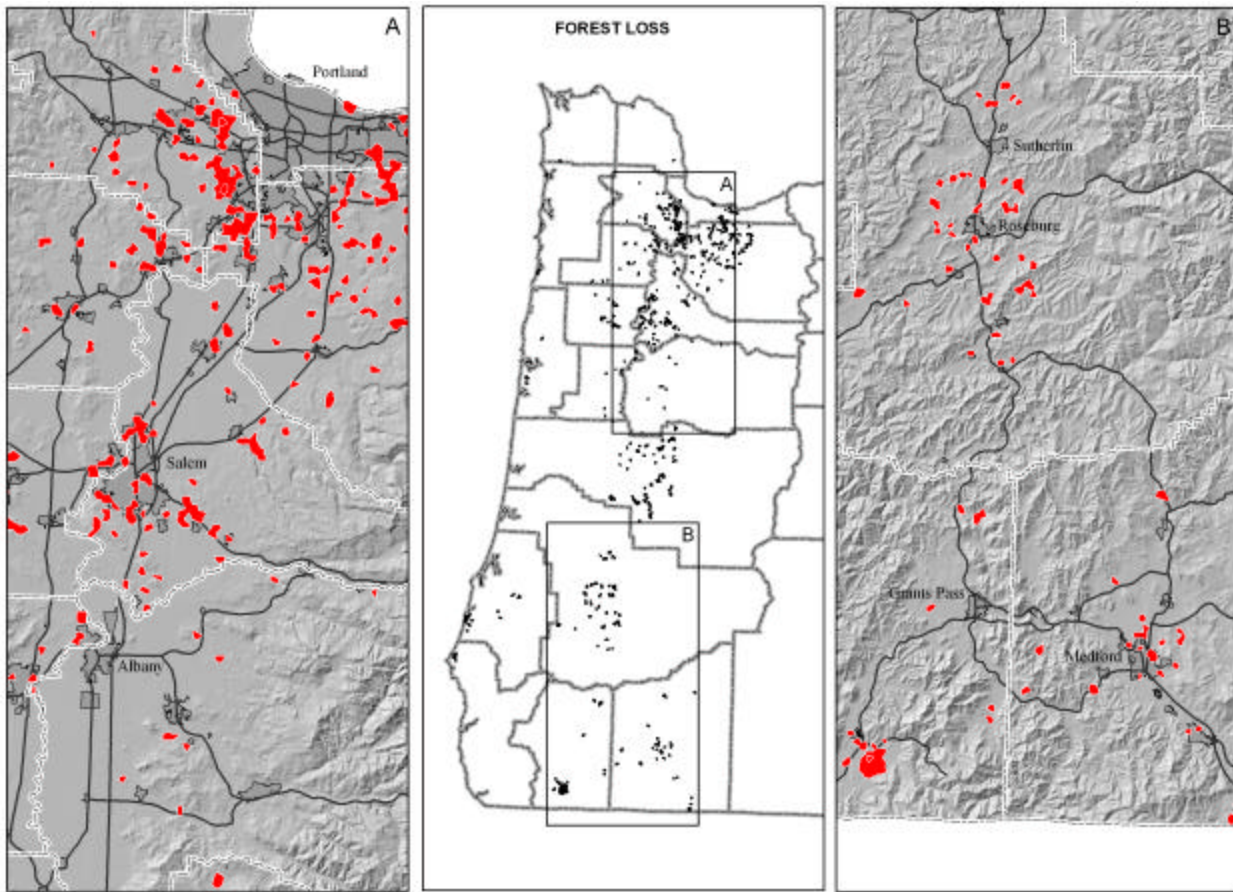 A
Portland
Salem
Albany
FOREST LOSS
A
B
B
Sutherlin
Roseburg
Grants Pass
Medford